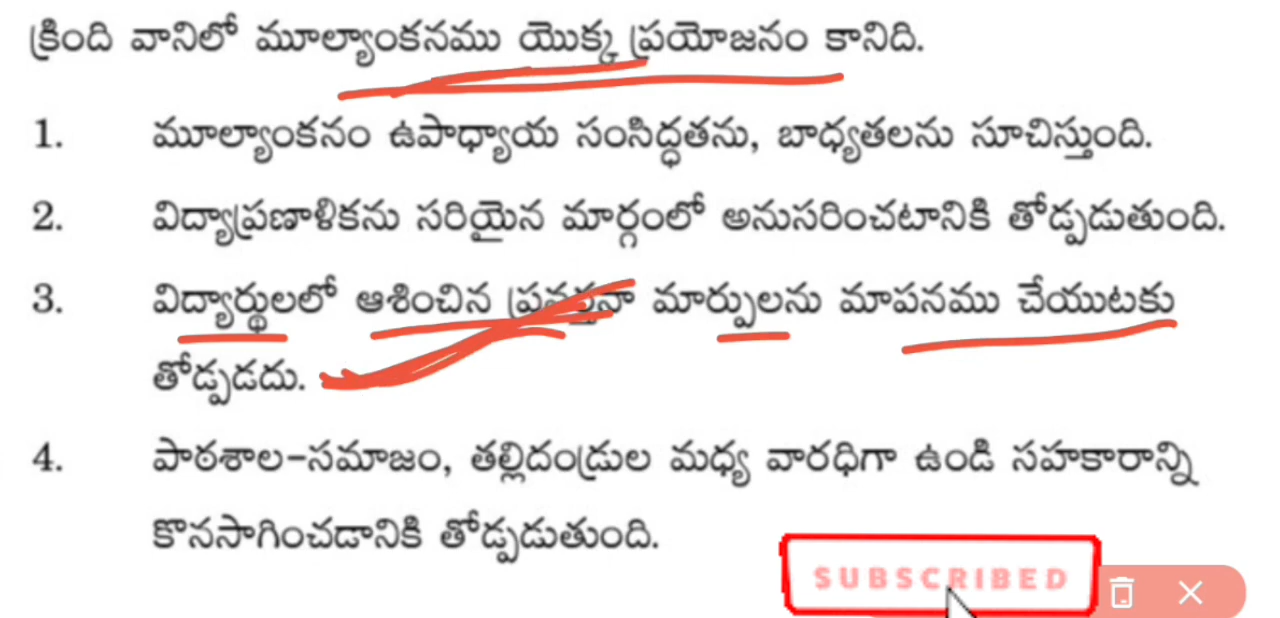 క్రింది వానిలో మూల్యాంకనము యొక్క ప్రయోజనం కానిది.
1. మూల్యాంకనం ఉపాధ్యాయ సంసిద్ధతను, బాధ్యతలను సూచిస్తుంది.
2. విద్యాప్రణాళికను సరియైన మార్గంలో అనుసరించటానికి తోడ్పడుతుంది.
3. విద్యార్థులలో ఆశించిన ప్రవర్తనా మార్పులను మాపనము చేయుటకు
తోడ్పడదు.
4. పాఠశాల-సమాజం, తల్లిదండ్రుల మధ్య వారధిగా ఉండి సహకారాన్ని
కొనసాగించడానికి తోడ్పడుతుంది.
SUBSCRIBED